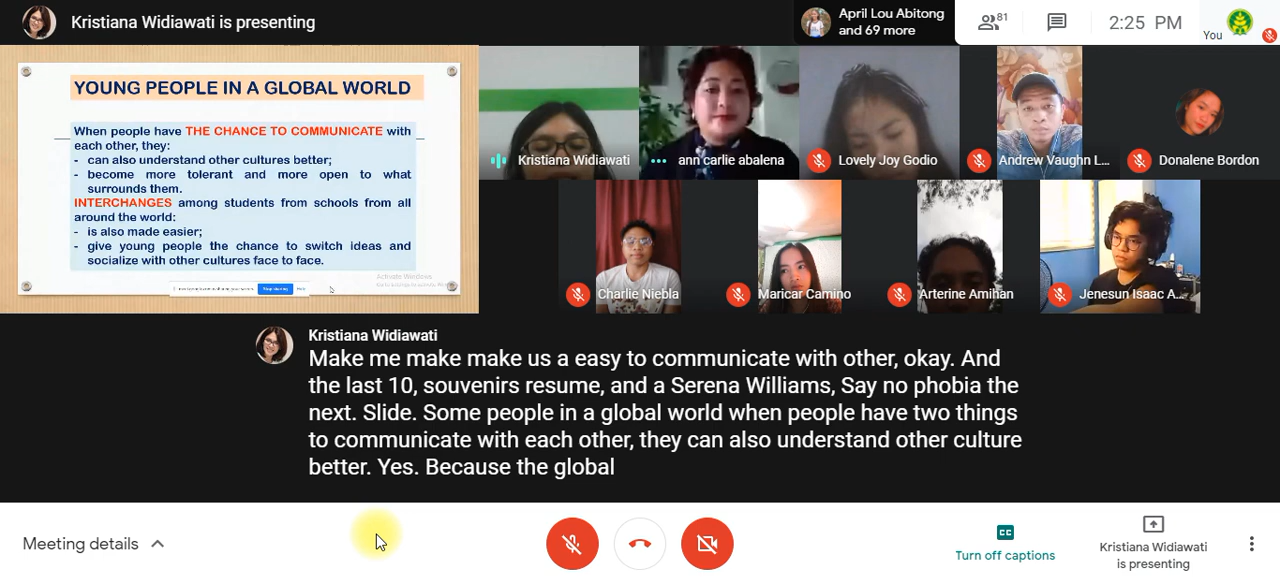 Kristiana Widiawati is presenting
April Lou Abitong
and 69 more
81
2:25 PM
You
YOUNG PEOPLE IN A GLOBAL WORLD
When people have THE CHANCE TO COMMUNICATE with
each other, they:
- can also understand other cultures better;
- become more tolerant and more open to what
surrounds them.
INTERCHANGES among students from schools from all
around the world:
- is also made easier;
- give young people the chance to switch ideas and
socialize with other cultures face to face.
Activate Windows
Stop sharing
Hide
Kristiana Widiawati
ann carlie abalena
Lovely Joy Godio
Andrew Vaughn L...
Donalene Bordon
Charlie Niebla
Maricar Camino
Arterine Amihan
Jenesun Isaac A...
Kristiana Widiawati
Make me make make us a easy to communicate with other, okay. And
the last 10, souvenirs resume, and a Serena Williams, Say no phobia the
next. Slide. Some people in a global world when people have two things
to communicate with each other, they can also understand other culture
better. Yes. Because the global
Meeting details
CC
Turn off captions
Kristiana Widiawati
is presenting